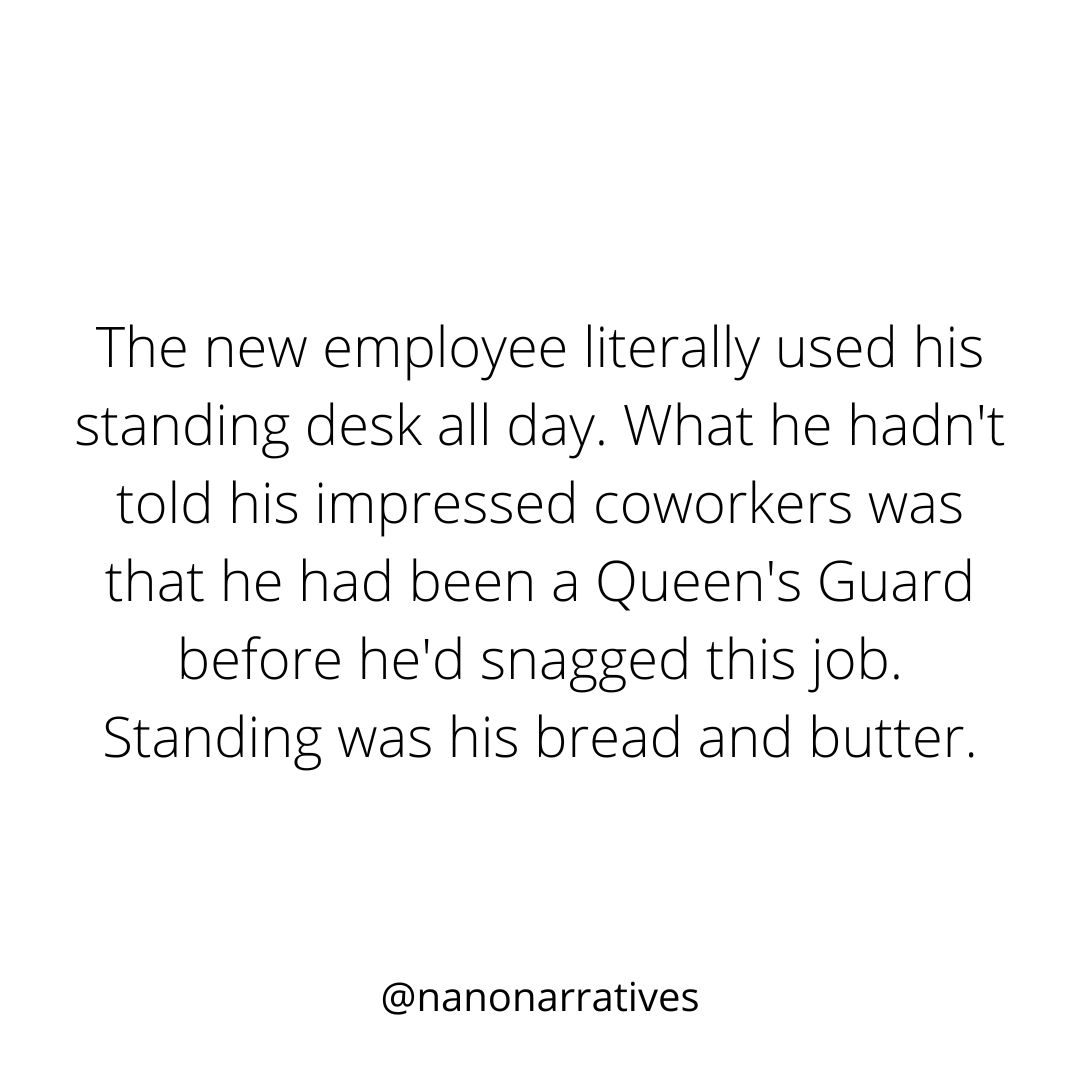 The new employee literally used his
standing desk all day. What he hadn't
told his impressed coworkers was
that he had been a Queen's Guard
before he'd snagged this job.
Standing was his bread and butter.
@nanonarratives